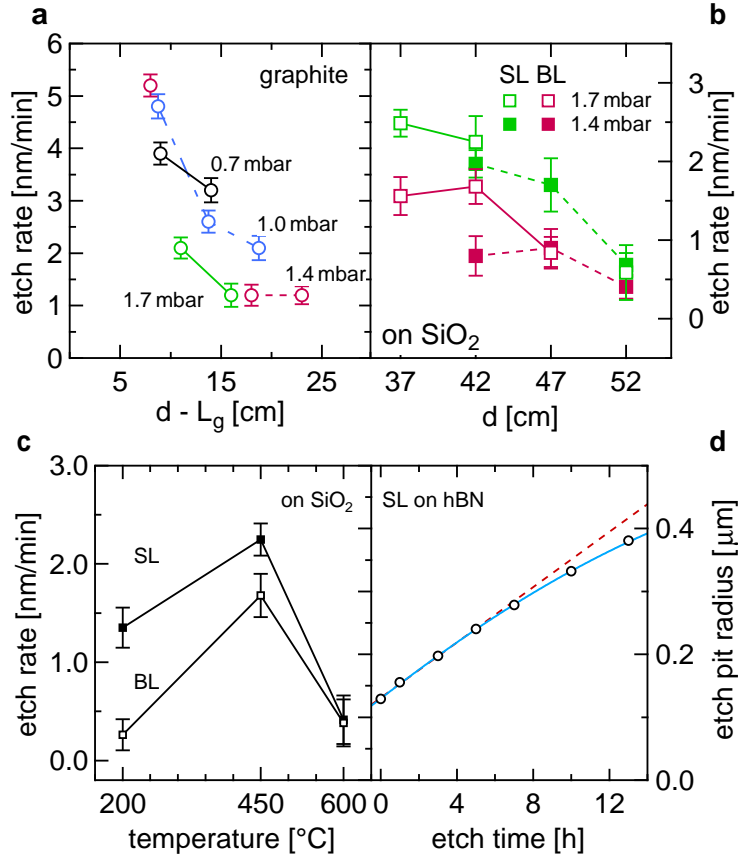 a
b
6
5
4
3
2
1
0
etch rate [nm/min]
graphite
0.7 mbar
1.0 mbar
1.4 mbar
1.7 mbar
5
15
25
d - L_g [cm]
SL BL
1.7 mbar
1.4 mbar
on SiO₂
3
2
1
0
etch rate [nm/min]
37
42
47
52
d [cm]
c
d
3.0
2.0
1.0
0.0
etch rate [nm/min]
on SiO₂
SL
BL
200
450
600
temperature [°C]
SL on hBN
0.4
0.2
0.0
etch pit radius [µm]
0
4
8
12
etch time [h]